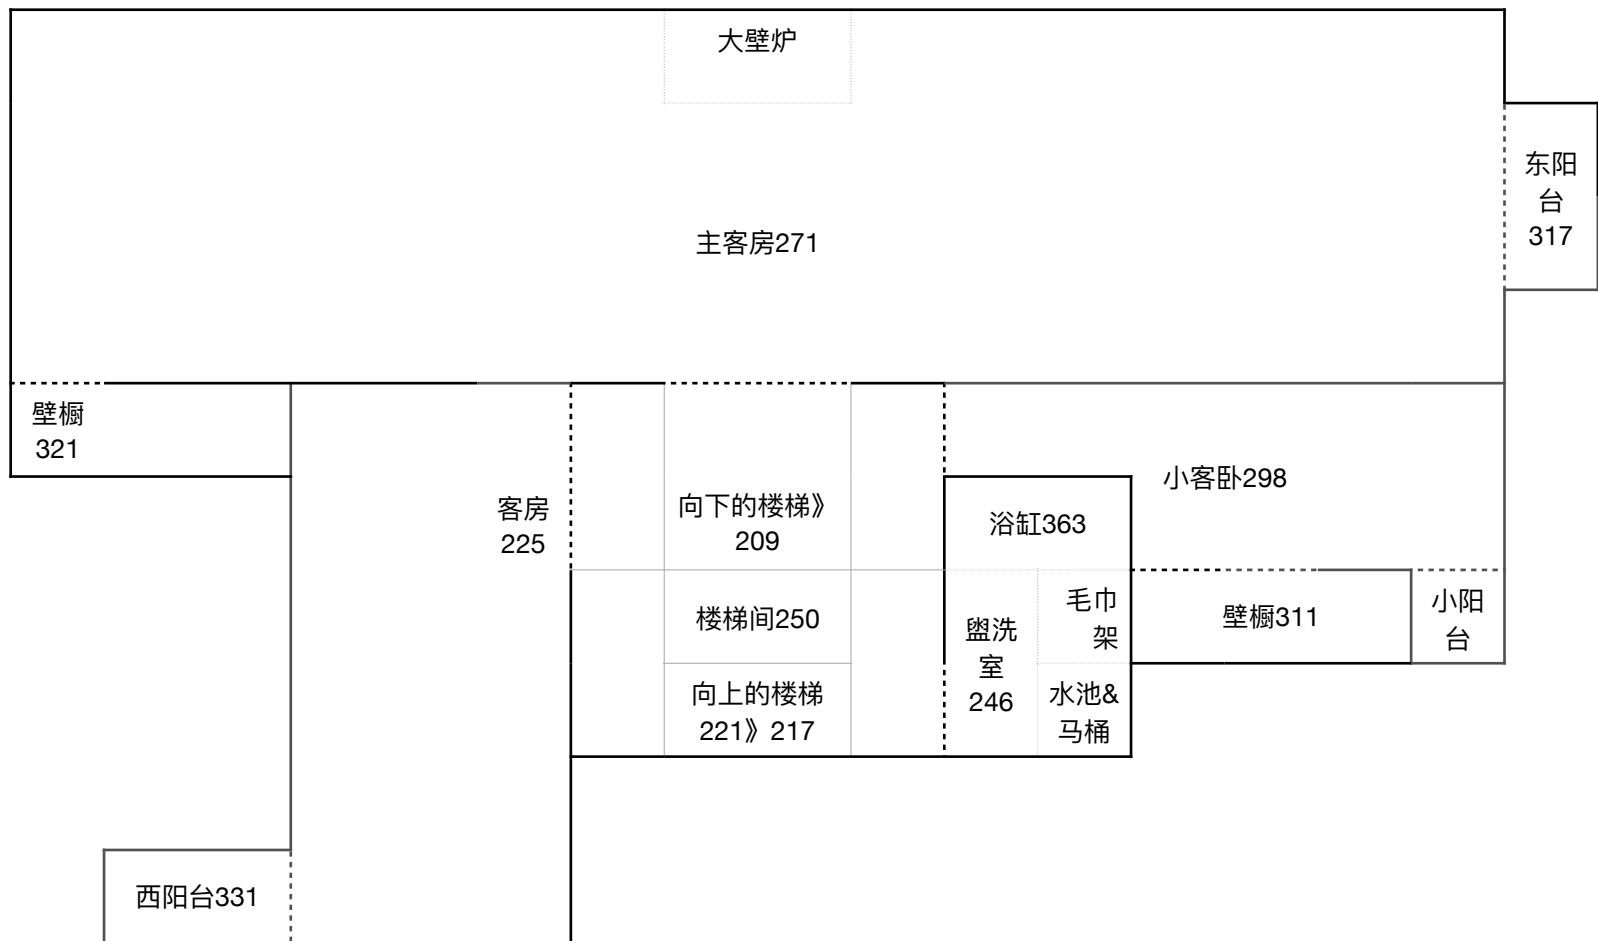 大壁炉
东阳
台
317
主客房271
壁橱
321
客房
225
向下的楼梯》
209
小客卧298
浴缸363
楼梯间250
盥洗
室
246
毛巾
架
壁橱311
小阳
台
向上的楼梯
221》217
水池&
马桶
西阳台331